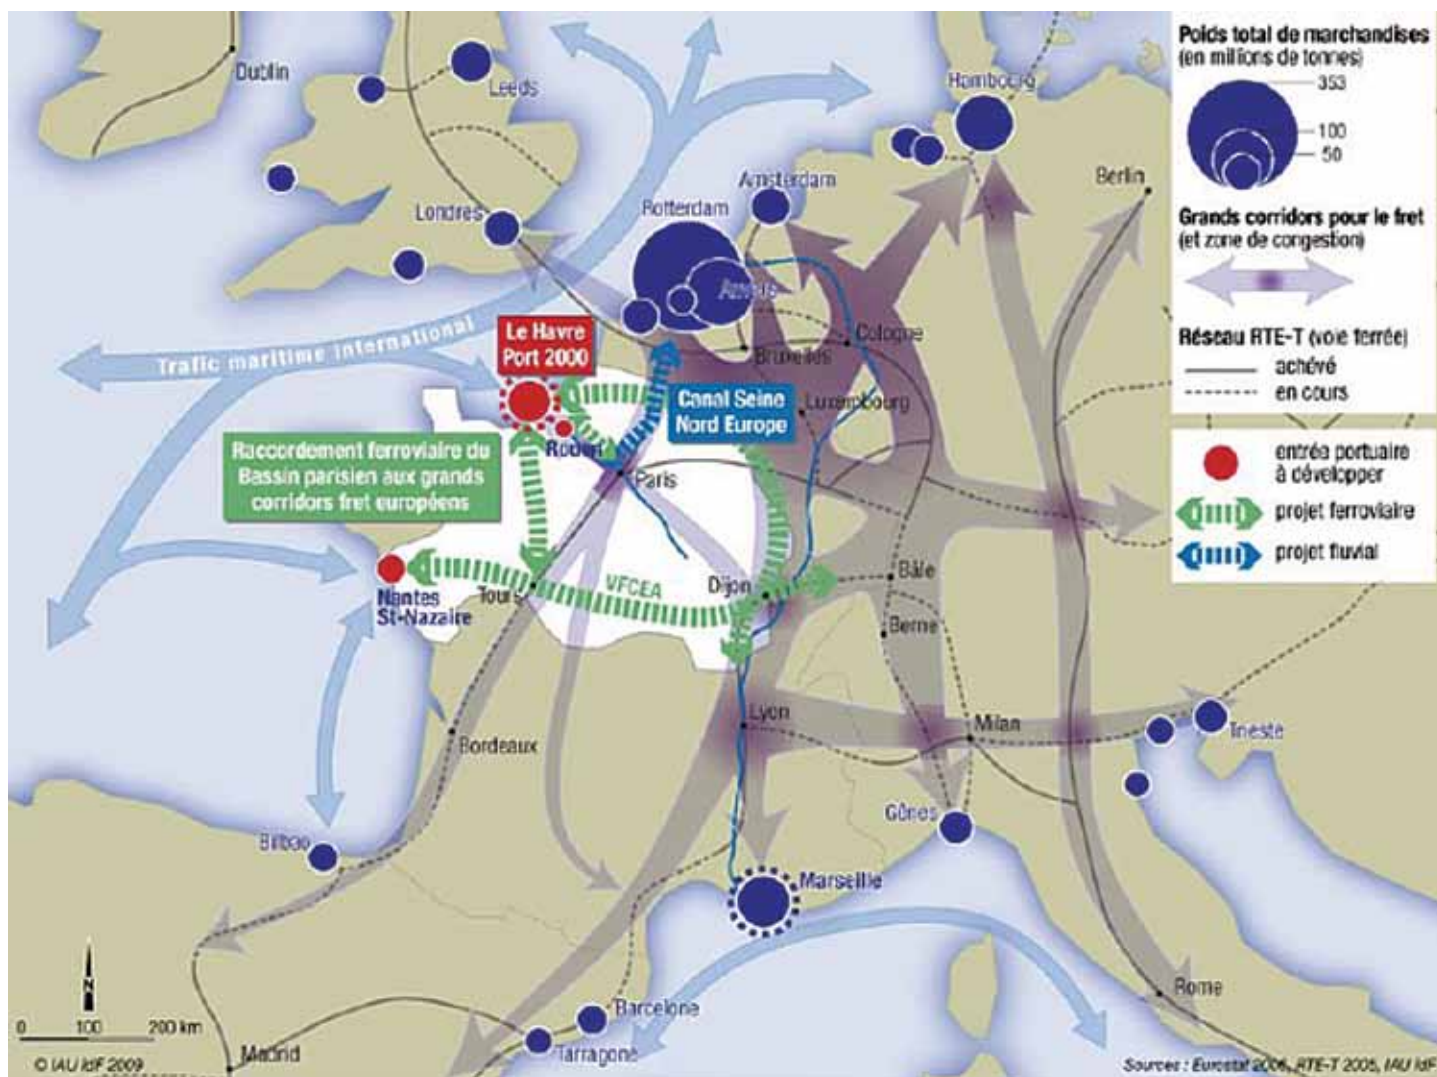 Poids total de marchandises
(en millions de tonnes)
353
100
50
Grands corridors pour le fret
(et zone de congestion)
Réseau RTE-T (voie ferrée)
achévé
en cours
entrée portuaire
à développer
projet ferroviaire
projet fluvial
Dublin
Leeds
Hambourg
Berlin
Amsterdam
Rotterdam
Londres
Anvers
Cologne
Bruxelles
Trafic maritime international
Le Havre
Port 2000
Canal Seine
Nord Europe
Luxembourg
Rouen
Raccordement ferroviaire du
Bassin parisien aux grands
corridors fret européens
Paris
Nantes
St-Nazaire
Tours
VFCEA
Dijon
Bâle
Berne
Lyon
Milan
Trieste
Bordeaux
Gênes
Bilbao
Marseille
Barcelone
Tarragone
Rome
Madrid
N
0 100 200 km
© IAU îdF 2009
Sources : Eurostat 2006, RTE-T 2005, IAU îdF